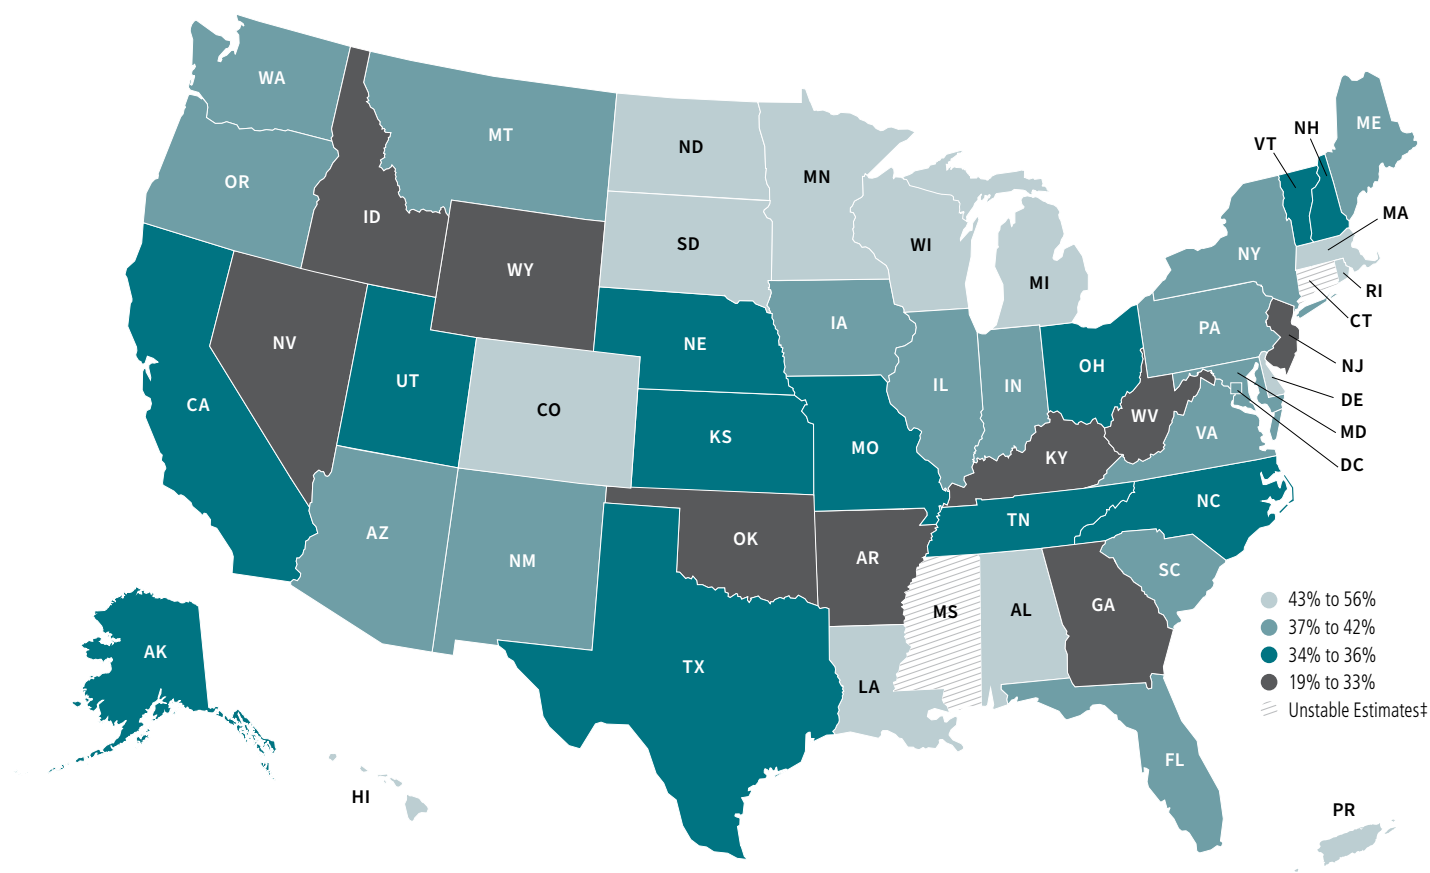 WA
ME
NH
MT
VT
ND
MN
OR
MA
ID
SD
WI
NY
WY
MI
RI
CT
IA
PA
NV
NE
NJ
OH
UT
IL
IN
DE
CA
CO
WV
MD
VA
KS
MO
KY
DC
NC
TN
AZ
OK
NM
AR
SC
43% to 56%
GA
MS
AL
37% to 42%
AK
34% to 36%
TX
19% to 33%
LA
Unstable Estimates‡
FL
HI
PR